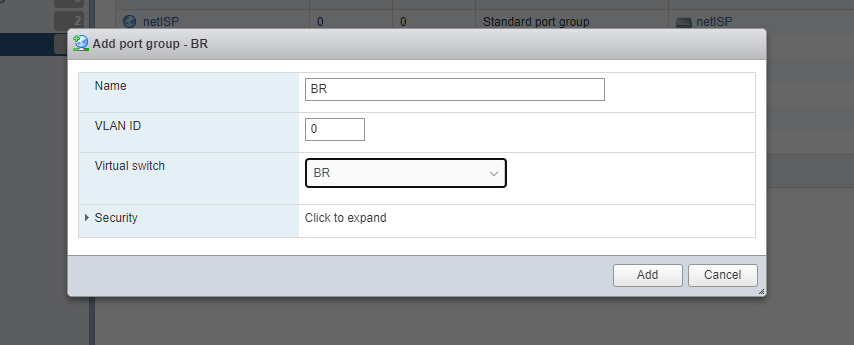 2 netISP 0 0 Standard port group netISP
Add port group - BR
Name BR
VLAN ID 0
Virtual switch BR
Security Click to expand
Add Cancel